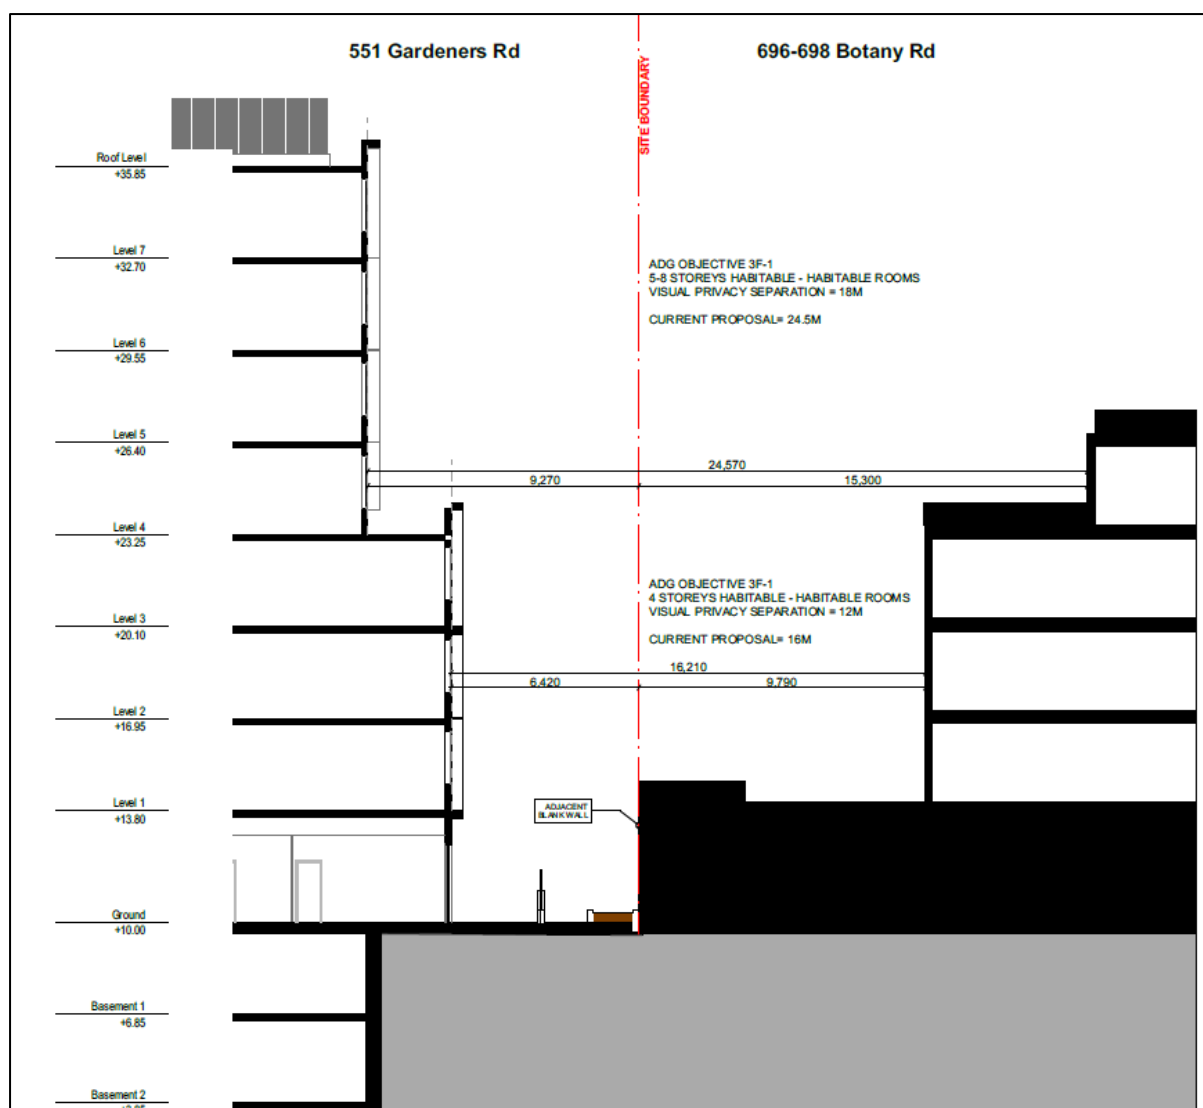 551 Gardeners Rd
696-698 Botany Rd
SITE BOUNDARY
Roof Level
+35.85
Level 7
+32.70
ADG OBJECTIVE 3F-1
5-8 STOREYS HABITABLE - HABITABLE ROOMS
VISUAL PRIVACY SEPARATION = 18M
CURRENT PROPOSAL= 24.5M
Level 6
+29.55
Level 5
+26.40
24,570
9,270
15,300
Level 4
+23.25
ADG OBJECTIVE 3F-1
4 STOREYS HABITABLE - HABITABLE ROOMS
VISUAL PRIVACY SEPARATION = 12M
CURRENT PROPOSAL= 16M
Level 3
+20.10
16,210
6,420
9,790
Level 2
+16.95
Level 1
+13.80
ADJACENT
BLANK WALL
Ground
+10.00
Basement 1
+6.85
Basement 2